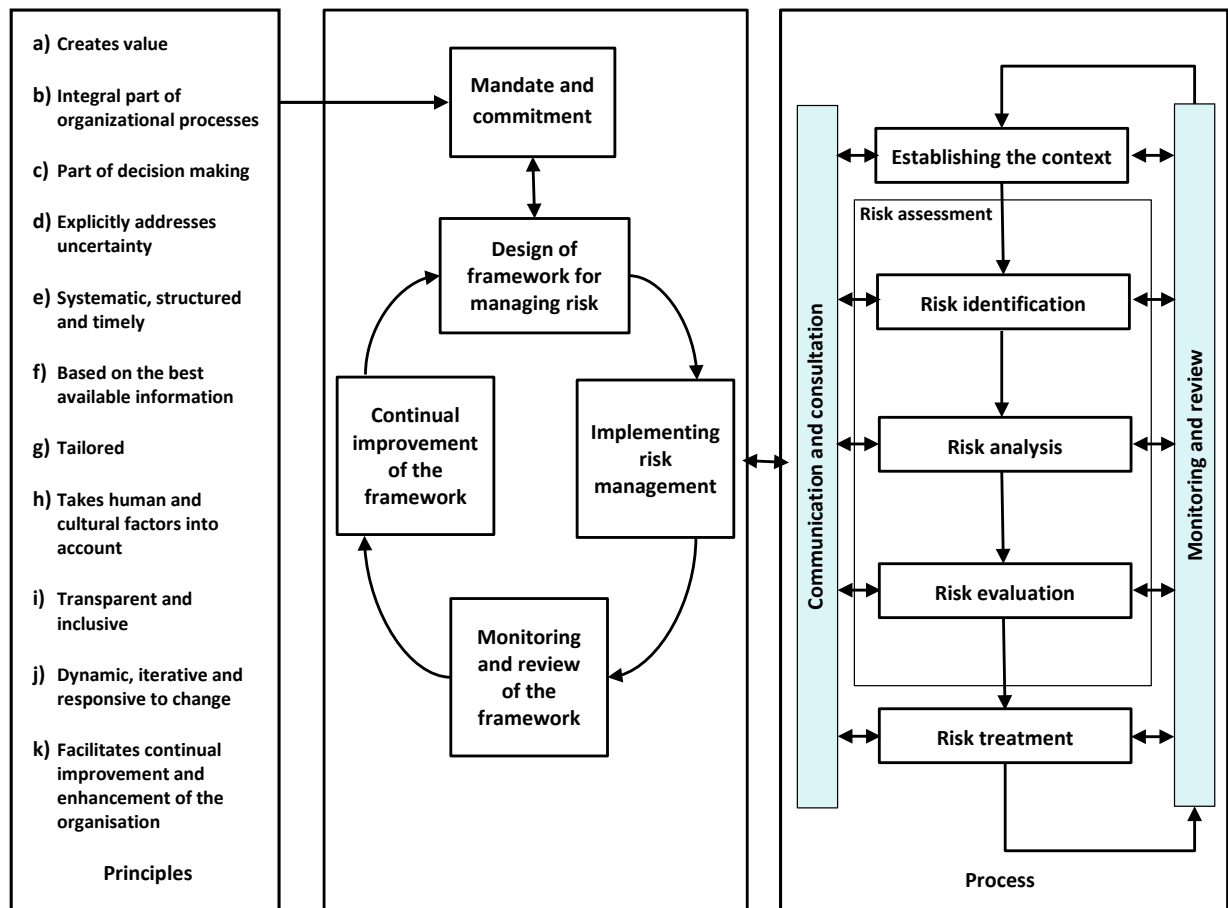 a) Creates value
b) Integral part of
organizational processes
c) Part of decision making
d) Explicitly addresses
uncertainty
e) Systematic, structured
and timely
f) Based on the best
available information
g) Tailored
h) Takes human and
cultural factors into
account
i) Transparent and
inclusive
j) Dynamic, iterative and
responsive to change
k) Facilitates continual
improvement and
enhancement of the
organisation
Principles
Mandate and
commitment
Design of
framework for
managing risk
Continual
improvement
of the
framework
Implementing
risk
management
Monitoring
and review
of the
framework
Communication and consultation
Establishing the context
Risk assessment
Risk identification
Risk analysis
Risk evaluation
Risk treatment
Monitoring and review
Process